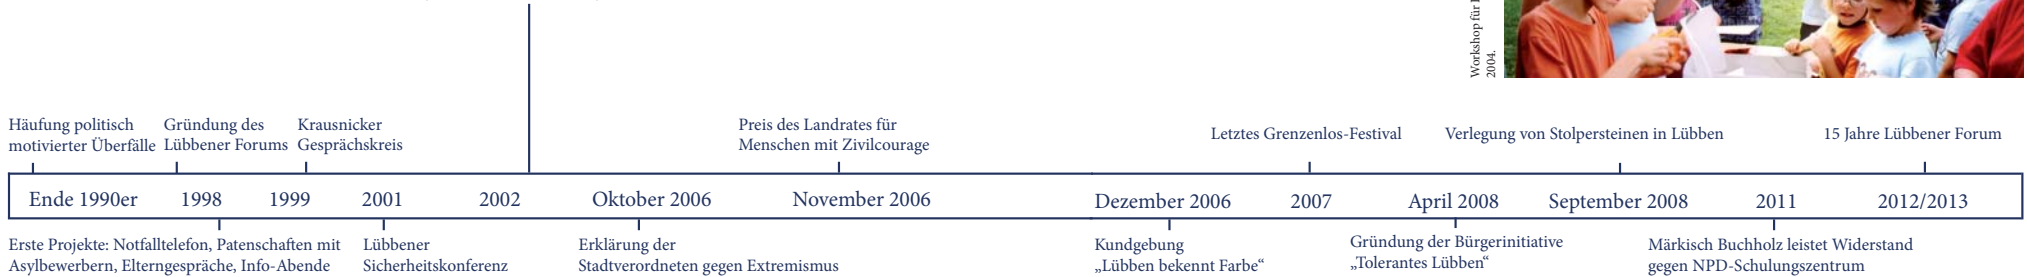 Workshop für
2004.
Häufung politisch
motivierter Überfälle
Gründung des
Lübbener Forums
Krausnicker
Gesprächskreis
Preis des Landrates für
Menschen mit Zivilcourage
Letztes Grenzenlos-Festival
Verlegung von Stolpersteinen in Lübben
15 Jahre Lübbener Forum
Ende 1990er
1998
1999
2001
2002
Oktober 2006
November 2006
Dezember 2006
2007
April 2008
September 2008
2011
2012/2013
Erste Projekte: Notfalltelefon, Patenschaften mit
Asylbewerbern, Elterngespräche, Info-Abende
Lübbener
Sicherheitskonferenz
Erklärung der
Stadtverordneten gegen Extremismus
Kundgebung
„Lübben bekennt Farbe“
Gründung der Bürgerinitiative
„Tolerantes Lübben“
Märkisch Buchholz leistet Widerstand
gegen NPD-Schulungszentrum